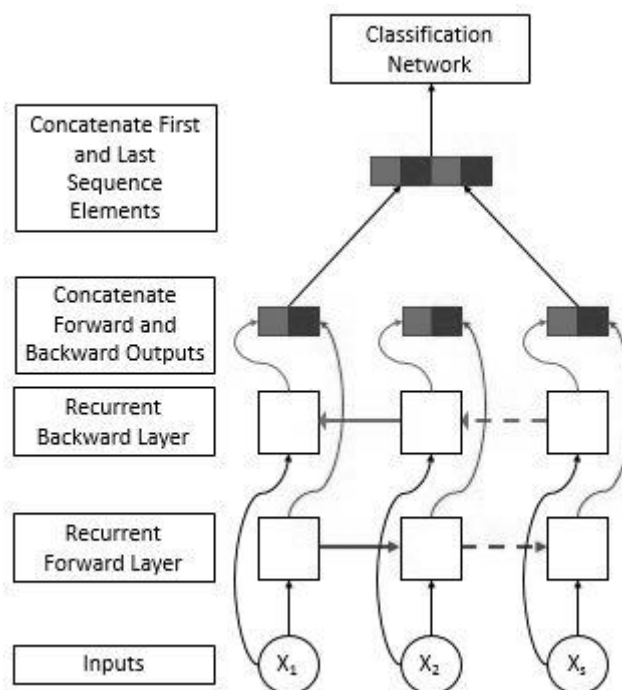 Classification
Network
Concatenate First
and Last
Sequence
Elements
Concatenate
Forward and
Backward Outputs
Recurrent
Backward Layer
Recurrent
Forward Layer
Inputs
X₁
X₂
Xₛ